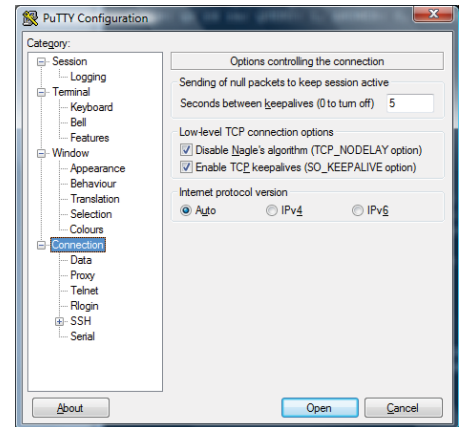 PuTTY Configuration
Category:
Session
Logging
Terminal
Keyboard
Bell
Features
Window
Appearance
Behaviour
Translation
Selection
Colours
Connection
Data
Proxy
Telnet
Rlogin
SSH
Serial
Options controlling the connection
Sending of null packets to keep session active
Seconds between keepalives (0 to turn off) 5
Low-level TCP connection options
Disable Nagle's algorithm (TCP_NODELAY option)
Enable TCP keepalives (SO_KEEPALIVE option)
Internet protocol version
Auto IPv4 IPv6
About Open Cancel